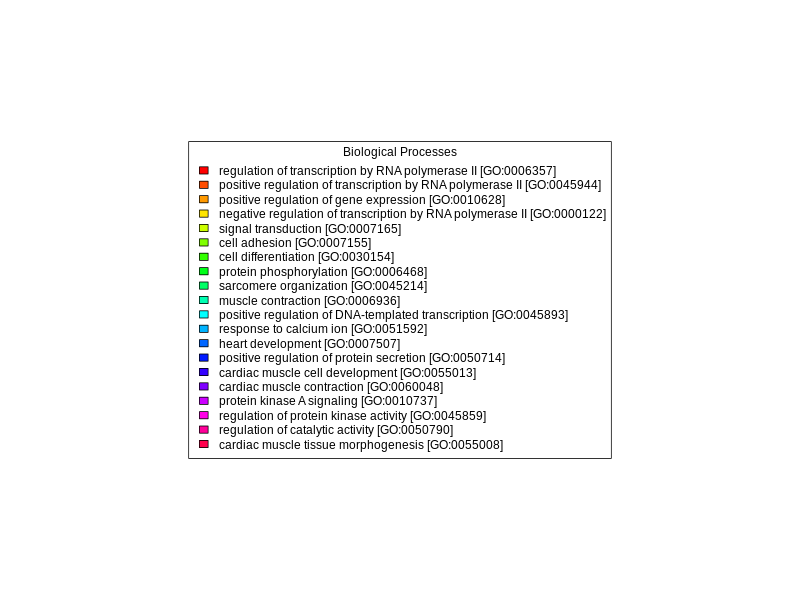 Biological Processes
regulation of transcription by RNA polymerase II [GO:0006357]
positive regulation of transcription by RNA polymerase II [GO:0045944]
positive regulation of gene expression [GO:0010628]
negative regulation of transcription by RNA polymerase II [GO:0000122]
signal transduction [GO:0007165]
cell adhesion [GO:0007155]
cell differentiation [GO:0030154]
protein phosphorylation [GO:0006468]
sarcomere organization [GO:0045214]
muscle contraction [GO:0006936]
positive regulation of DNA-templated transcription [GO:0045893]
response to calcium ion [GO:0051592]
heart development [GO:0007507]
positive regulation of protein secretion [GO:0050714]
cardiac muscle cell development [GO:0055013]
cardiac muscle contraction [GO:0060048]
protein kinase A signaling [GO:0010737]
regulation of protein kinase activity [GO:0045859]
regulation of catalytic activity [GO:0050790]
cardiac muscle tissue morphogenesis [GO:0055008]